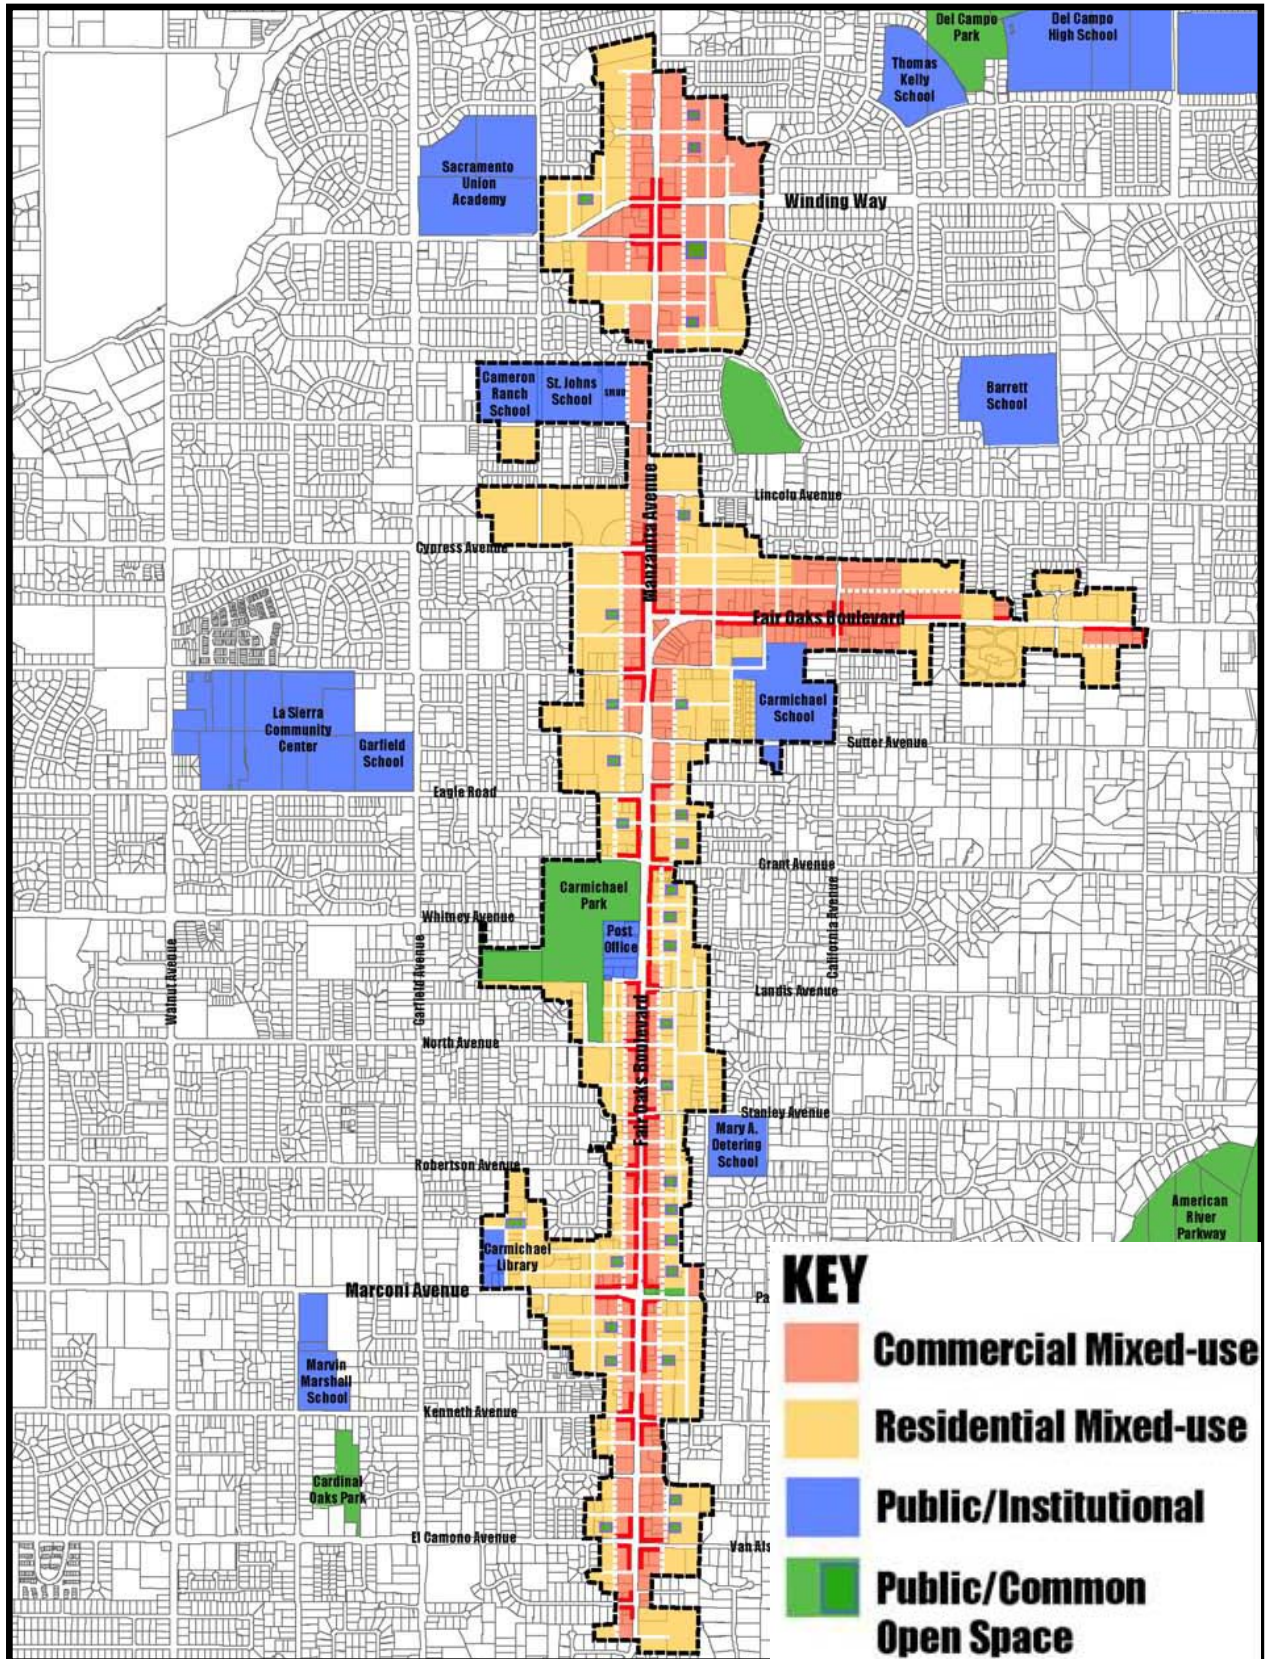 Del Campo
Park
Del Campo
High School
Thomas
Kelly
School
Sacramento
Union
Academy
Winding Way
Cameron
Ranch
School
St. Johns
School
Barrett
School
Manzanita Avenue
Lincoln Avenue
Cypress Avenue
Fair Oaks Boulevard
La Sierra
Community
Center
Garfield
School
Carmichael
School
Sutter Avenue
Eagle Road
Grant Avenue
Carmichael
Park
Whitney Avenue
Post
Office
California Avenue
Walnut Avenue
Garfield Avenue
Landis Avenue
North Avenue
Fair Oaks Boulevard
Stanley Avenue
Mary A.
Detering
School
Robertson Avenue
American
River
Parkway
Carmichael
Library
Marconi Avenue
Pa
Marvin
Marshall
School
Kenneth Avenue
Cardinal
Oaks Park
El Camono Avenue
Van Als
KEY
Commercial Mixed-use
Residential Mixed-use
Public/Institutional
Public/Common
Open Space